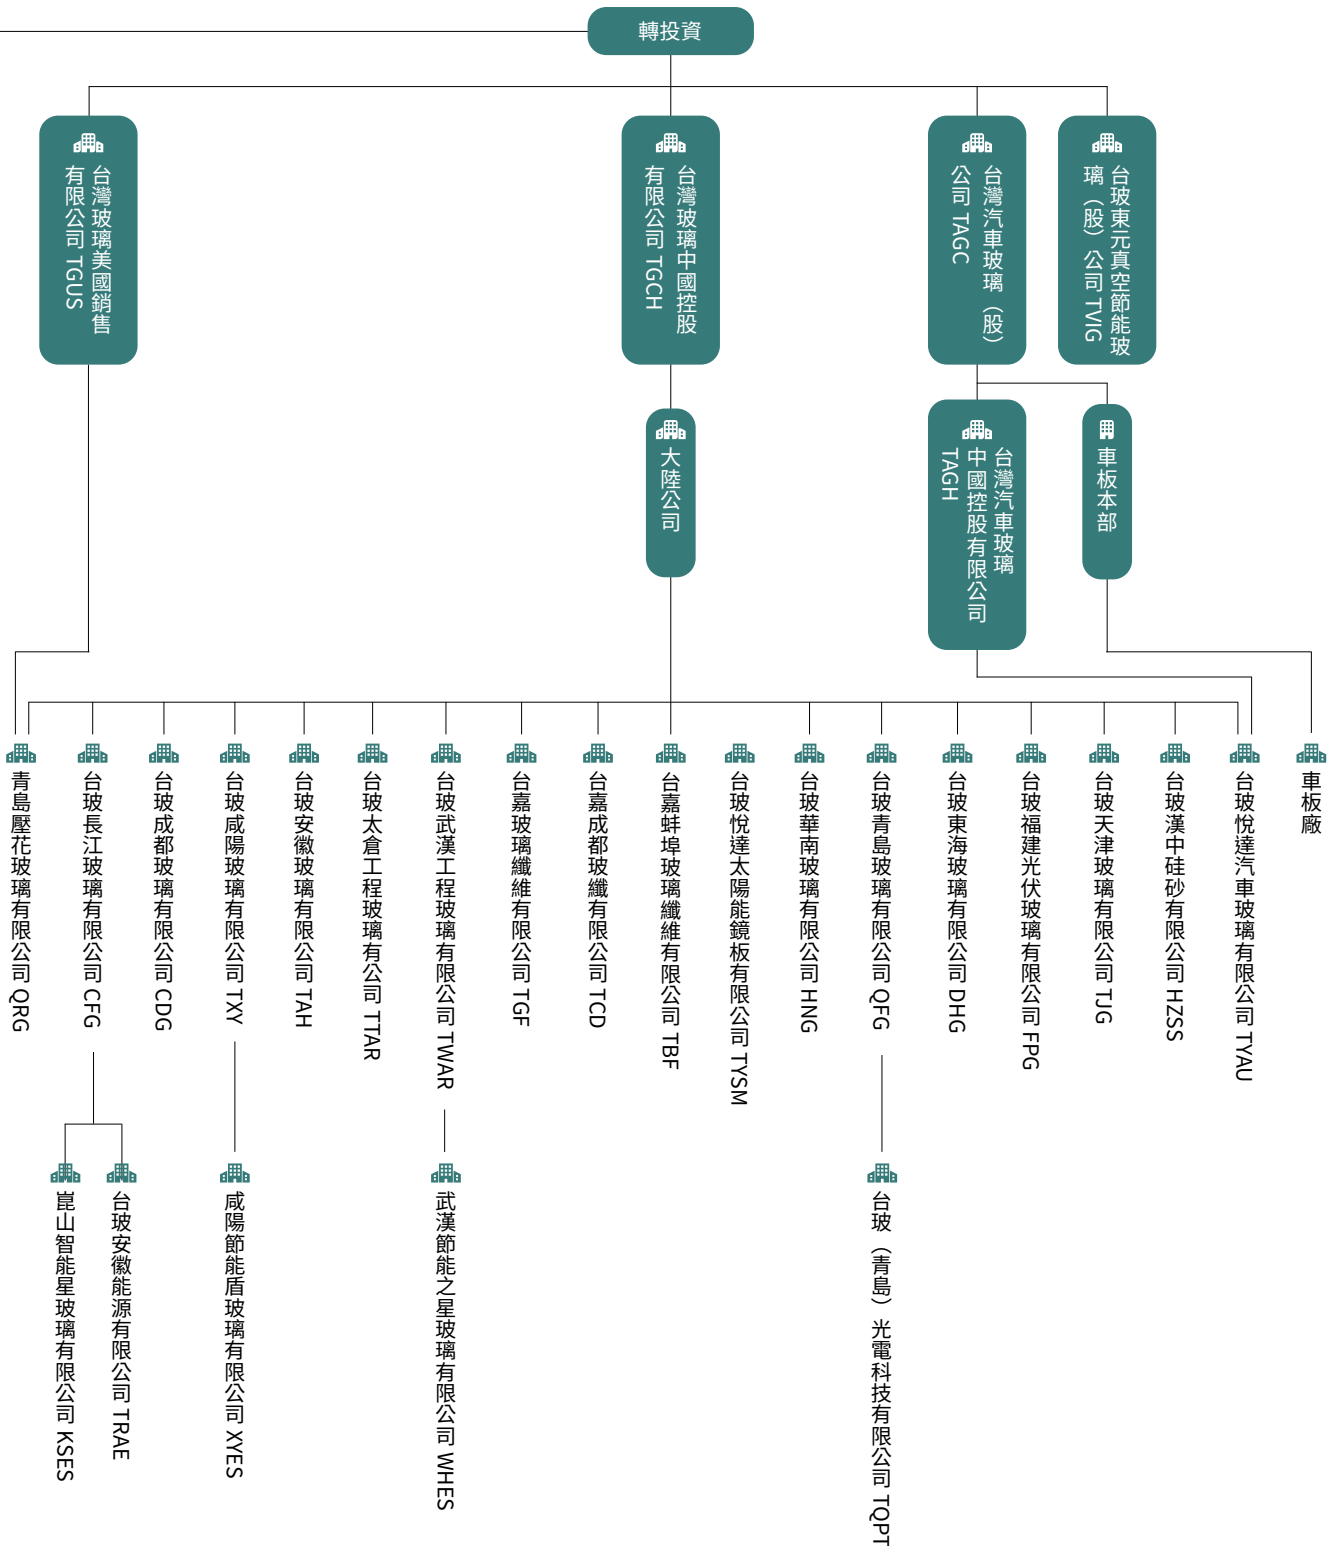 轉投資
台灣玻璃美國銷售
有限公司 TGUS
台灣玻璃中國控股
有限公司 TGCH
台灣汽車玻璃（股）
公司 TAGC
台玻東元真空節能玻
璃（股）公司 TVIG
大陸公司
台灣汽車玻璃
中國控股有限公司
TAGH
車板本部
青島壓花玻璃有限公司 QRG
台玻長江玻璃有限公司 CFG
台玻成都玻璃有限公司 CDG
台玻咸陽玻璃有限公司 TXY
台玻安徽玻璃有限公司 TAH
台玻太倉工程玻璃有公司 TTAR
台玻武漢工程玻璃有限公司 TWAR
台嘉玻璃纖維有限公司 TGF
台嘉成都玻纖有限公司 TCD
台嘉蚌埠玻璃纖維有限公司 TBF
台玻悅達太陽能鏡板有限公司 TYSM
台玻華南玻璃有限公司 HNG
台玻青島玻璃有限公司 QFG
台玻東海玻璃有限公司 DHG
台玻福建光伏玻璃有限公司 FPG
台玻天津玻璃有限公司 TJG
台玻漢中硅砂有限公司 HZSS
台玻悅達汽車玻璃有限公司 TYAU
車板廠
崑山智能星玻璃有限公司 KSES
台玻安徽能源有限公司 TRAE
咸陽節能盾玻璃有限公司 XYES
武漢節能之星玻璃有限公司 WHES
台玻（青島）光電科技有限公司 TQPT